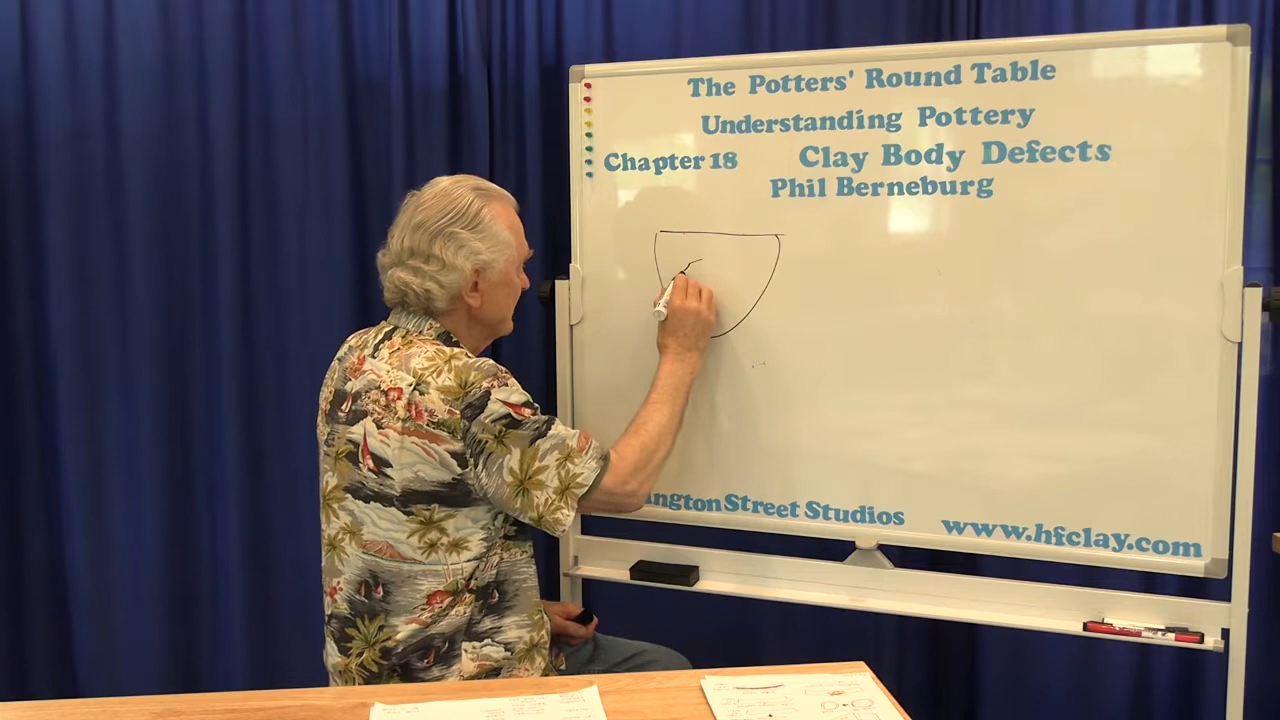 The Potters' Round Table
Understanding Pottery
Chapter 18 Clay Body Defects
Phil Berneburg
ngton Street Studios
www.hfclay.com